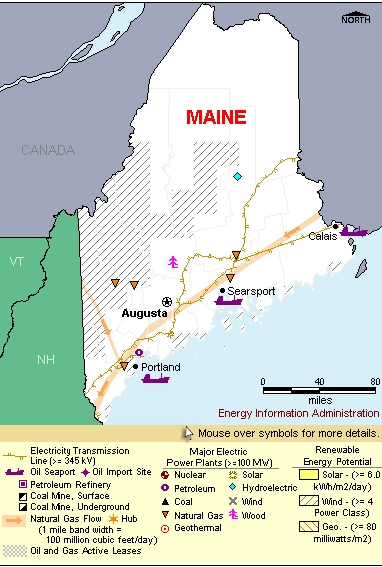 NORTH
MAINE
CANADA
Calais
VT
Searsport
Augusta
NH
Portland
0 40 80
miles
Energy Information Administration
Mouse over symbols for more details.
Electricity Transmission
Line (>= 345 kV)
Oil Seaport Oil Import Site
Petroleum Refinery
Coal Mine, Surface
Coal Mine, Underground
Natural Gas Flow Hub
(1 mile band width =
100 million cubic feet/day)
Oil and Gas Active Leases
Major Electric
Power Plants (>=100 MV)
Nuclear Solar
Petroleum Hydroelectric
Coal Wind
Natural Gas Wood
Geothermal
Renewable
Energy Potential
Solar - (>= 6.0
kWh/m2/day)
Wind - (>= 4
Power Class)
Geo. - (>= 80
milliwatts/m2)